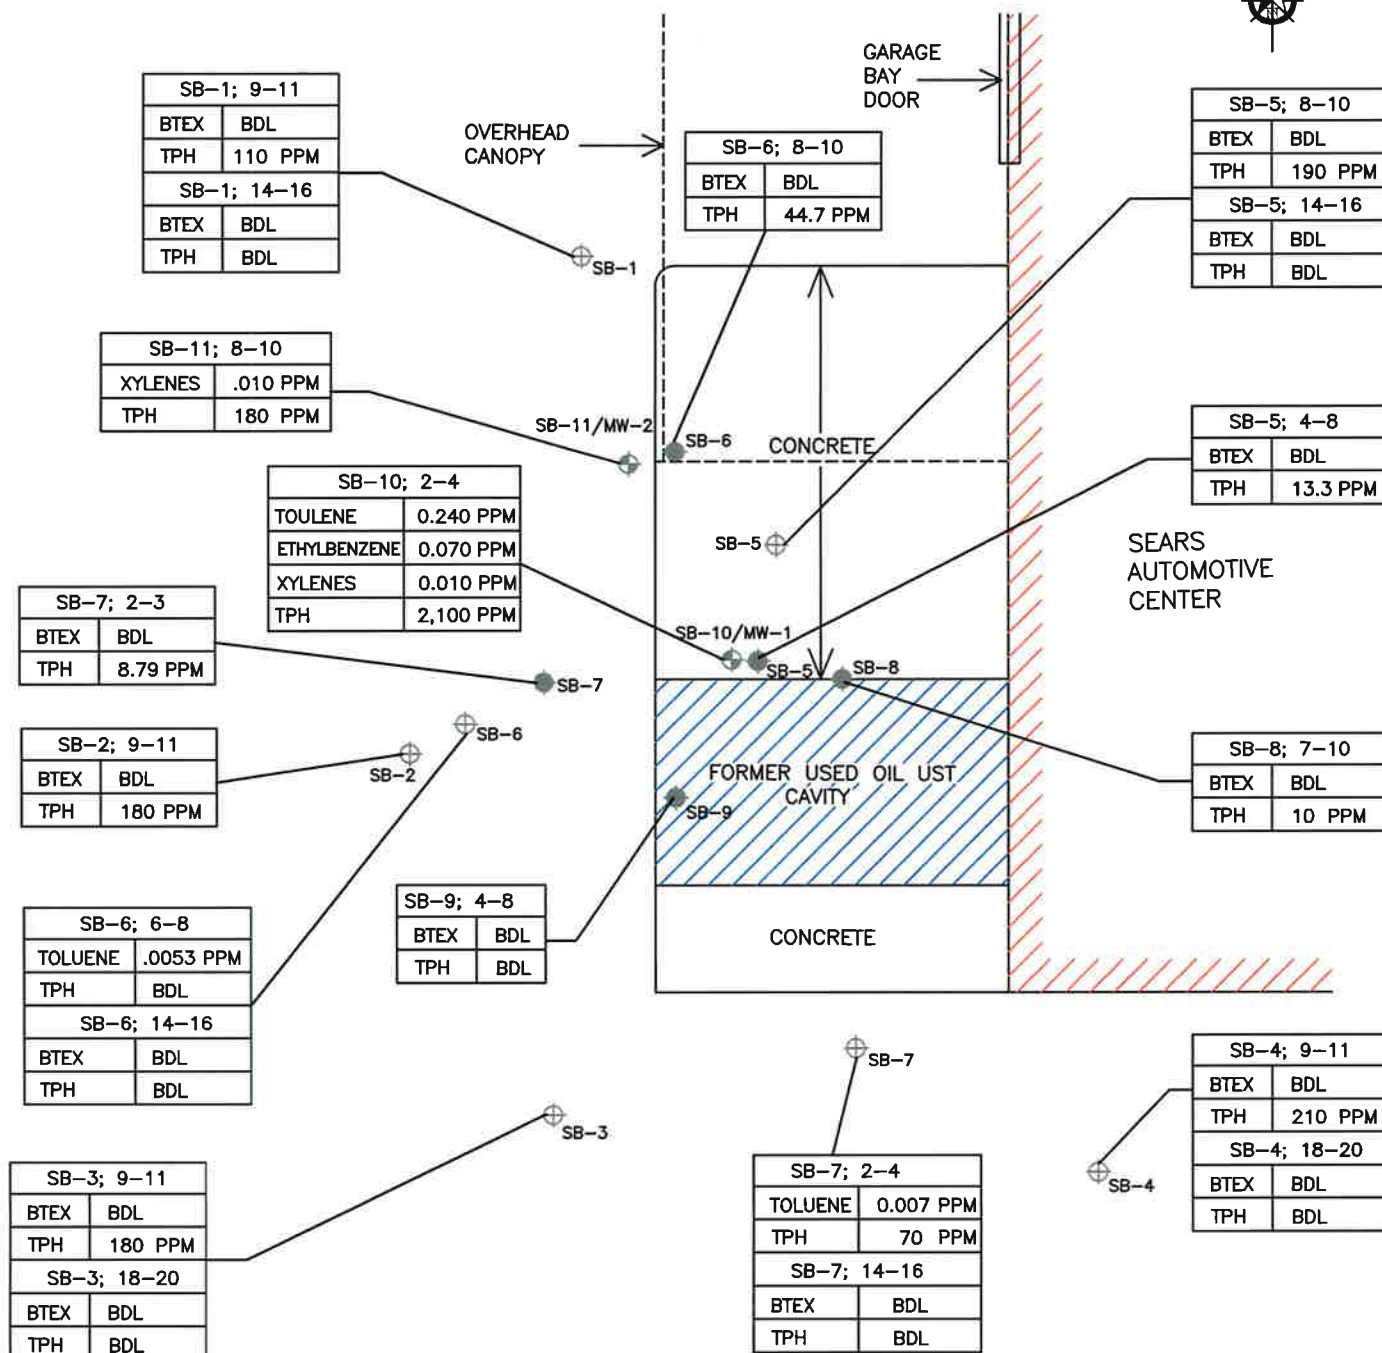 GARAGE
BAY
DOOR
OVERHEAD
CANOPY
SB-1; 9-11
BTEX BDL
TPH 110 PPM
SB-1; 14-16
BTEX BDL
TPH BDL
SB-6; 8-10
BTEX BDL
TPH 44.7 PPM
SB-5; 8-10
BTEX BDL
TPH 190 PPM
SB-5; 14-16
BTEX BDL
TPH BDL
SB-1
SB-11; 8-10
XYLENES .010 PPM
TPH 180 PPM
SB-11/MW-2
SB-6
CONCRETE
SB-5; 4-8
BTEX BDL
TPH 13.3 PPM
SB-10; 2-4
TOULENE 0.240 PPM
ETHYLBENZENE 0.070 PPM
XYLENES 0.010 PPM
TPH 2,100 PPM
SB-5
SEARS
AUTOMOTIVE
CENTER
SB-7; 2-3
BTEX BDL
TPH 8.79 PPM
SB-10/MW-1
SB-5
SB-8
SB-7
SB-6
SB-2
SB-2; 9-11
BTEX BDL
TPH 180 PPM
FORMER USED OIL UST
CAVITY
SB-9
SB-8; 7-10
BTEX BDL
TPH 10 PPM
SB-9; 4-8
BTEX BDL
TPH BDL
SB-6; 6-8
TOLUENE .0053 PPM
TPH BDL
SB-6; 14-16
BTEX BDL
TPH BDL
CONCRETE
SB-7
SB-3
SB-4
SB-4; 9-11
BTEX BDL
TPH 210 PPM
SB-4; 18-20
BTEX BDL
TPH BDL
SB-3; 9-11
BTEX BDL
TPH 180 PPM
SB-3; 18-20
BTEX BDL
TPH BDL
SB-7; 2-4
TOLUENE 0.007 PPM
TPH 70 PPM
SB-7; 14-16
BTEX BDL
TPH BDL